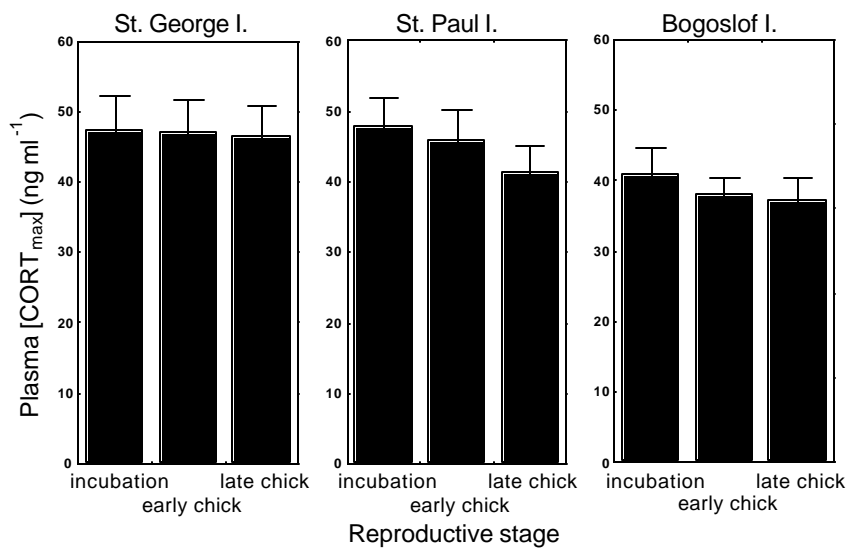 St. George I. St. Paul I. Bogoslof I.
Plasma [CORTmax] (ng ml-1)
60 60 60
50 50 50
40 40 40
30 30 30
20 20 20
10 10 10
0 0 0
incubation late chick incubation late chick incubation late chick
early chick early chick early chick
Reproductive stage